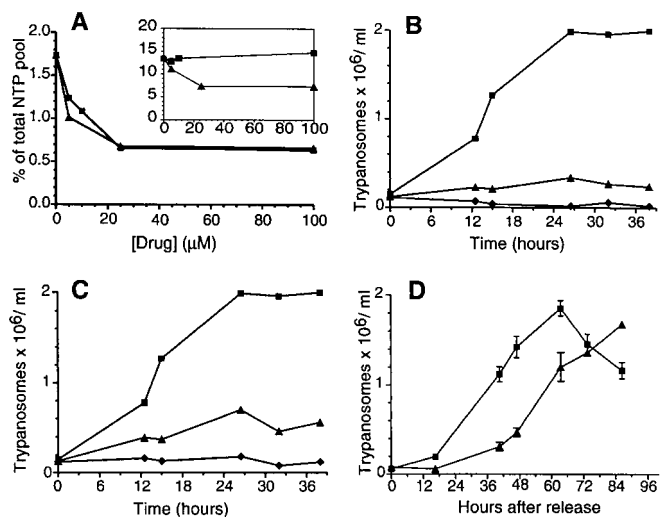 A
% of total NTP pool
2.0
1.5
1.0
0.5
0.0
0 20 40 60 80 100
[Drug] (μM)
20
15
10
5
0
0 20 40 60 80 100
B
Trypanosomes x 10⁶/ ml
2
1
0
0 6 12 18 24 30 36
Time (hours)
C
Trypanosomes x 10⁶/ ml
2
1
0
0 6 12 18 24 30 36
Time (hours)
D
Trypanosomes x 10⁶/ ml
2
1
0
0 12 24 36 48 60 72 84 96
Hours after release